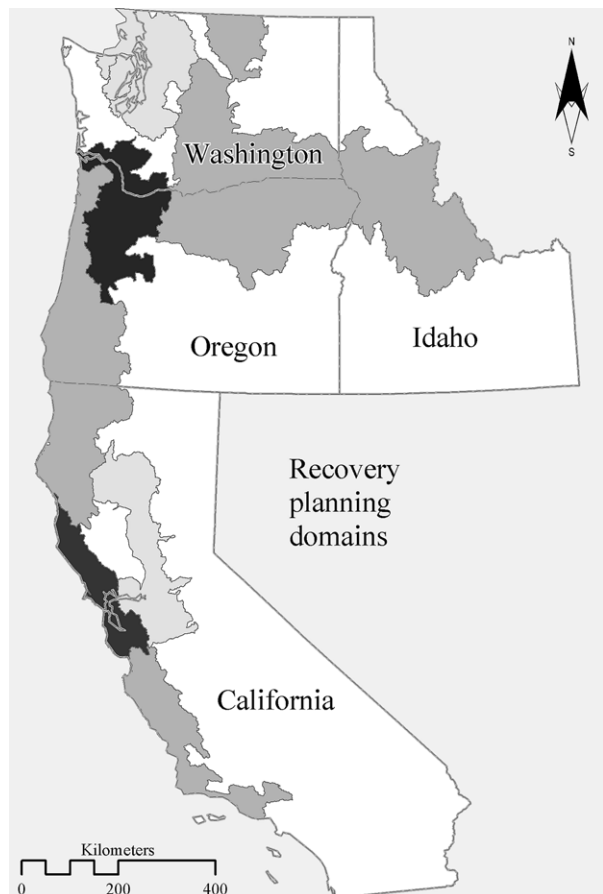 N
S
Washington
Oregon
Idaho
Recovery
planning
domains
California
Kilometers
0 200 400